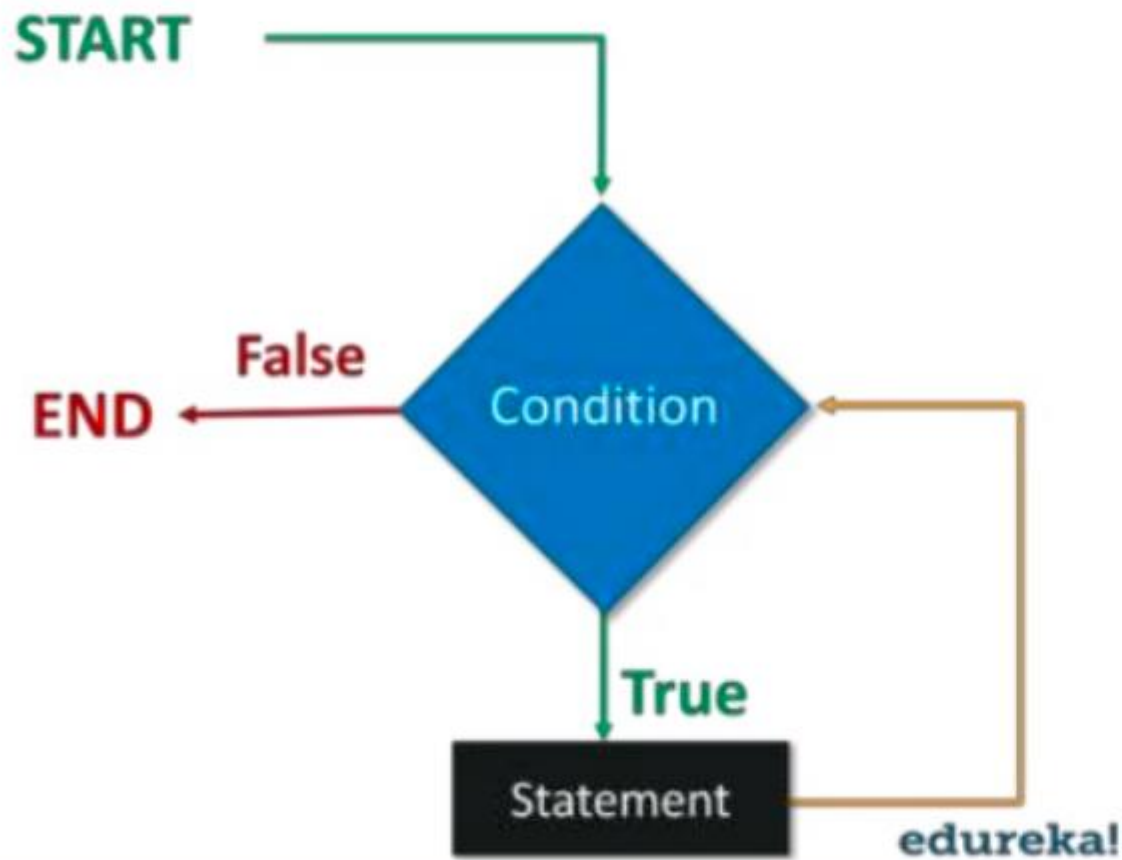 START
False
END
Condition
True
Statement
edureka!